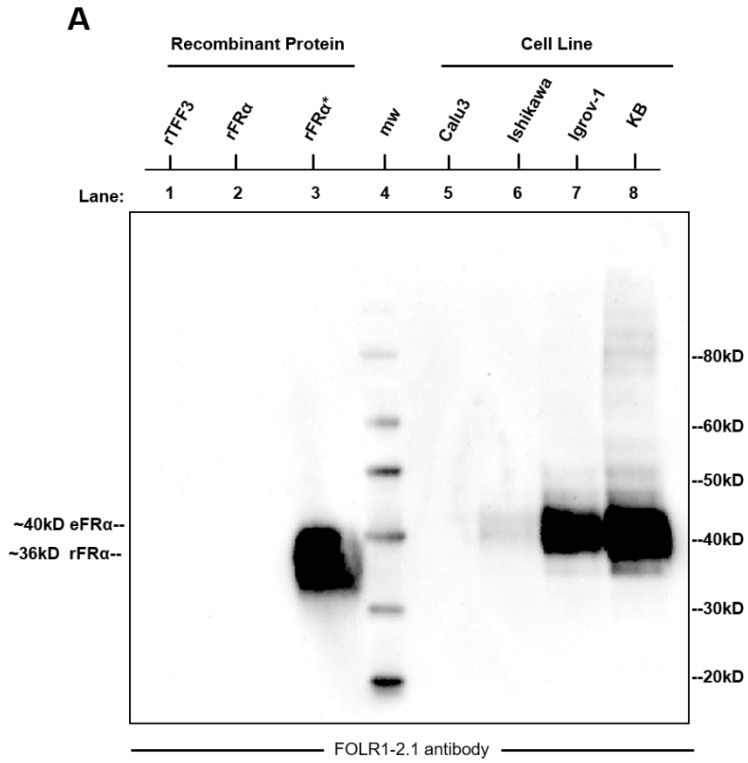 A
Recombinant Protein
Cell Line
rTFF3 rFRα rFRα* mw Calu3 Ishikawa Igrov-1 KB
Lane: 1 2 3 4 5 6 7 8
--80kD
--60kD
--50kD
~40kD eFRα--
--40kD
~36kD rFRα--
--30kD
--20kD
FOLR1-2.1 antibody